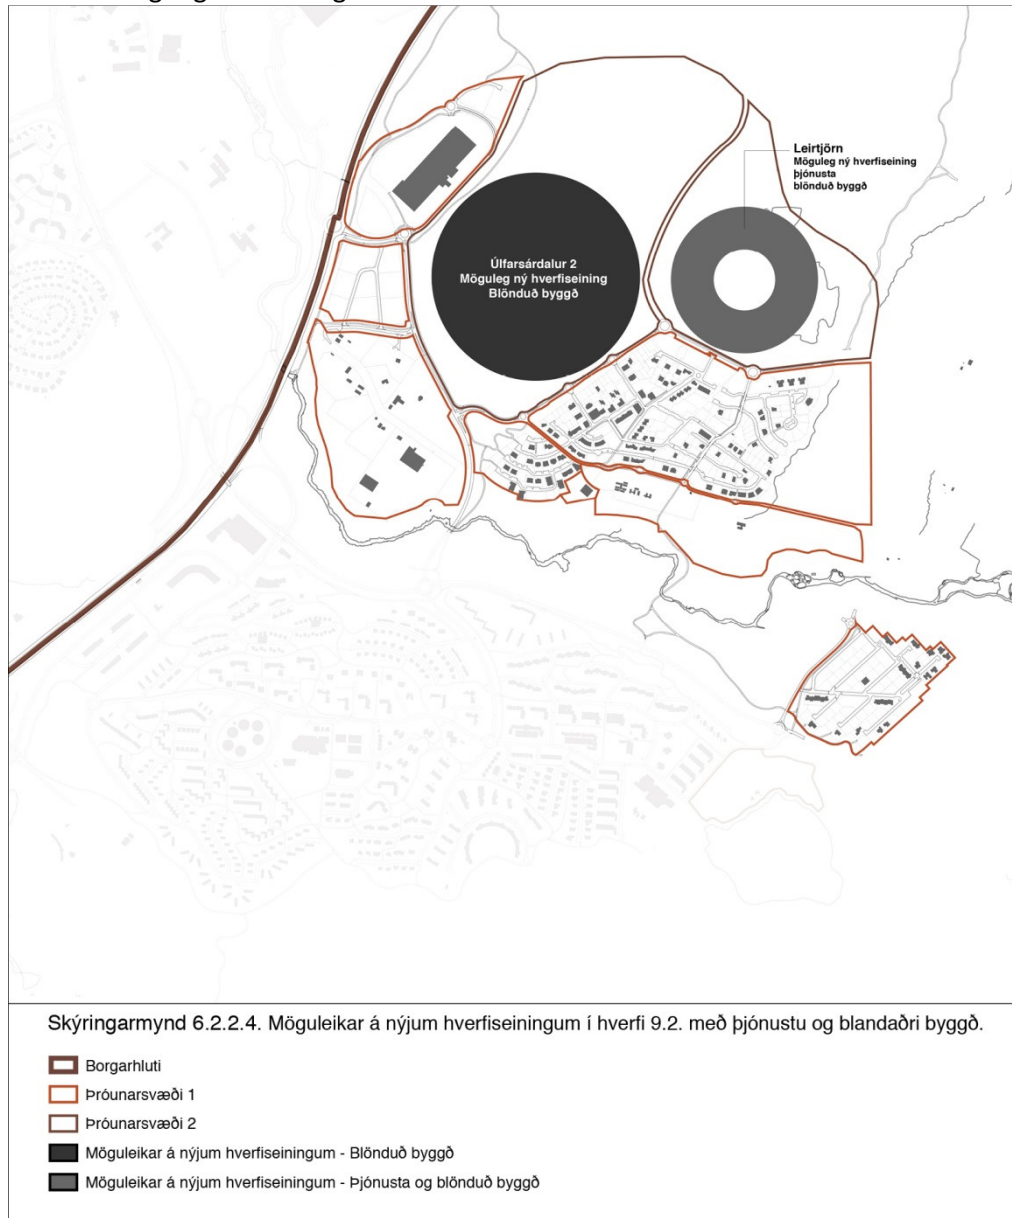 Leirtjörn
Möguleg ný hverfiseining
þjónusta
blönduð byggð
Úlfarsárdalur 2
Möguleg ný hverfiseining
Blönduð byggð
Skýringarmynd 6.2.2.4. Möguleikar á nýjum hverfiseiningum í hverfi 9.2. með þjónustu og blandaðri byggð.
Borgarhluti
Þróunarsvæði 1
Þróunarsvæði 2
Möguleikar á nýjum hverfiseiningum - Blönduð byggð
Möguleikar á nýjum hverfiseiningum - Þjónusta og blönduð byggð